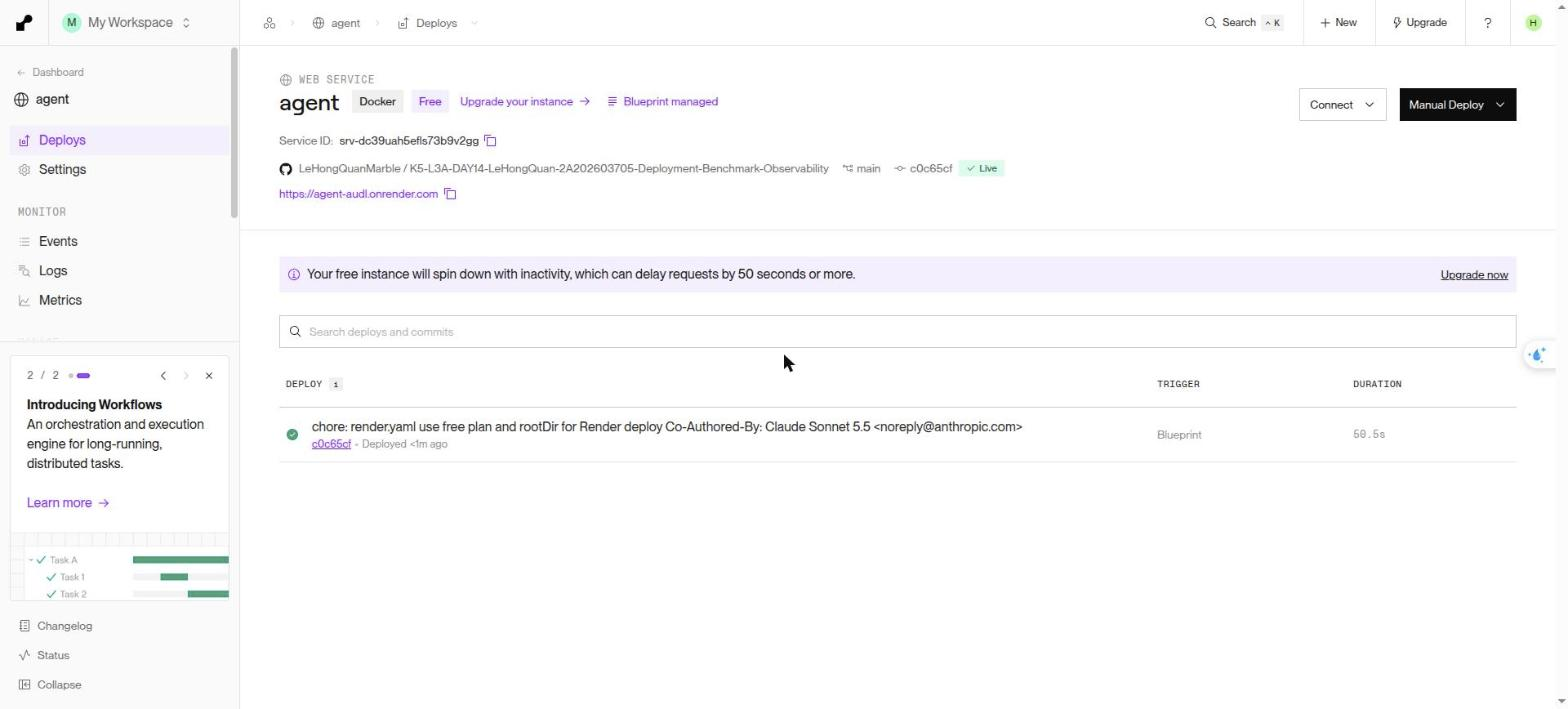 M My Workspace
agent
Deploys
Search ^ K
+ New
Upgrade
?
H
← Dashboard
agent
Deploys
Settings
MONITOR
Events
Logs
Metrics
2 / 2
Introducing Workflows
An orchestration and execution
engine for long-running,
distributed tasks.
Learn more →
Task A
Task 1
Task 2
Changelog
Status
Collapse
WEB SERVICE
agent Docker Free Upgrade your instance → Blueprint managed
Connect
Manual Deploy
Service ID: srv-dc39uah5efls73b9v2gg
LeHongQuanMarble / K5-L3A-DAY14-LeHongQuan-2A202603705-Deployment-Benchmark-Observability main c0c65cf ✓ Live
https://agent-audl.onrender.com
Your free instance will spin down with inactivity, which can delay requests by 50 seconds or more.
Upgrade now
Search deploys and commits
DEPLOY i TRIGGER DURATION
chore: render.yaml use free plan and rootDir for Render deploy Co-Authored-By: Claude Sonnet 5.5 <noreply@anthropic.com>
c0c65cf - Deployed <1m ago
Blueprint
50.5s